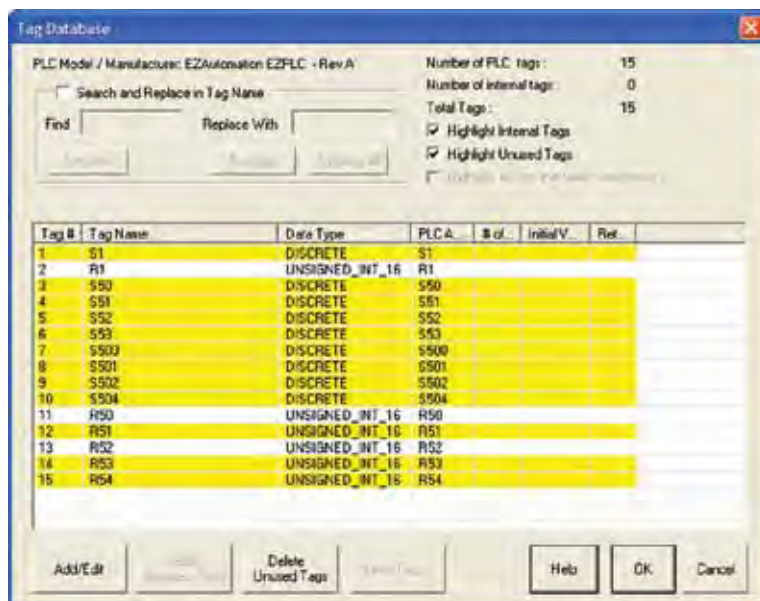 Tag Database
PLC Model / Manufacturer: EZAutomation EZPLC - Rev.A
Number of PLC tags : 15
Number of internal tags : 0
Total Tags : 15
Search and Replace in Tag Name
Find
Replace With
Highlight Internal Tags
Highlight Unused Tags
Tag # Tag Name Data Type PLC A... # of... Initial V... Ret...
1 S1 DISCRETE S1
2 R1 UNSIGNED_INT_16 R1
3 S50 DISCRETE S50
4 S51 DISCRETE S51
5 S52 DISCRETE S52
6 S53 DISCRETE S53
7 S500 DISCRETE S500
8 S501 DISCRETE S501
9 S502 DISCRETE S502
10 S504 DISCRETE S504
11 R50 UNSIGNED_INT_16 R50
12 R51 UNSIGNED_INT_16 R51
13 R52 UNSIGNED_INT_16 R52
14 R53 UNSIGNED_INT_16 R53
15 R54 UNSIGNED_INT_16 R54
Add/Edit
Delete
Unused Tags
Help
OK
Cancel